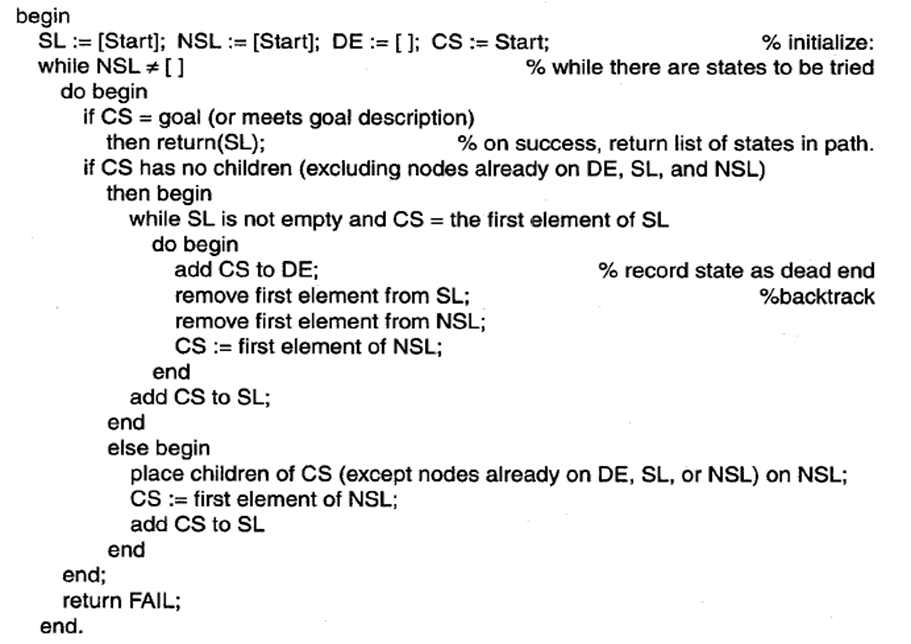 begin
SL := [Start]; NSL := [Start]; DE := [ ]; CS := Start; % initialize:
while NSL ≠ [ ] % while there are states to be tried
do begin
if CS = goal (or meets goal description)
then return(SL); % on success, return list of states in path.
if CS has no children (excluding nodes already on DE, SL, and NSL)
then begin
while SL is not empty and CS = the first element of SL
do begin
add CS to DE; % record state as dead end
remove first element from SL; %backtrack
remove first element from NSL;
CS := first element of NSL;
end
add CS to SL;
end
else begin
place children of CS (except nodes already on DE, SL, or NSL) on NSL;
CS := first element of NSL;
add CS to SL
end
end;
return FAIL;
end.